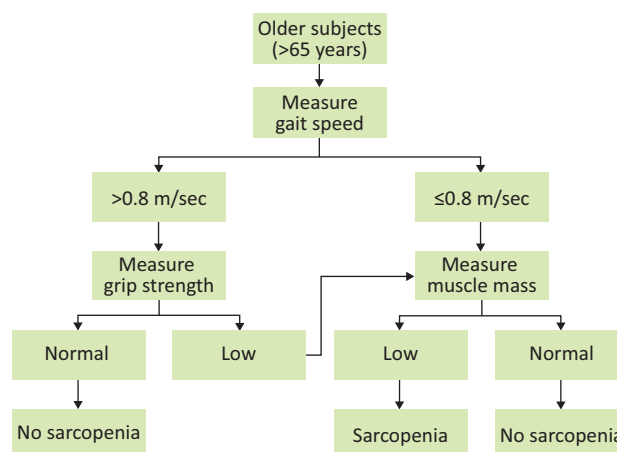 Older subjects
(>65 years)
Measure
gait speed
>0.8 m/sec
≤0.8 m/sec
Measure
grip strength
Measure
muscle mass
Normal
Low
Low
Normal
No sarcopenia
Sarcopenia
No sarcopenia